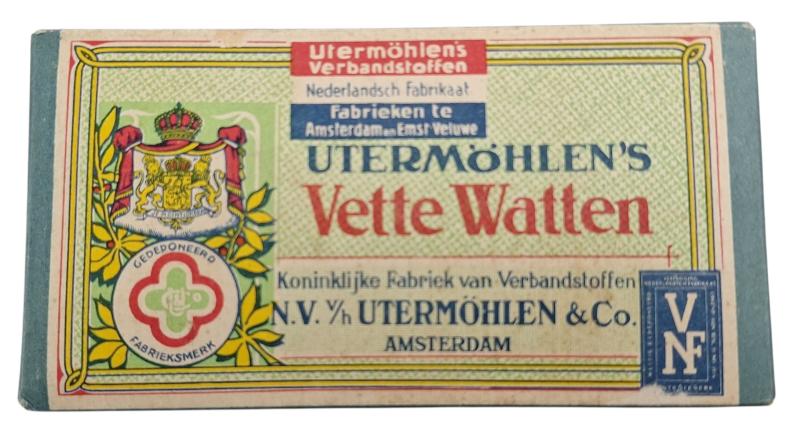 Utermöhlen's
Verbandstoffen
Nederlandsch Fabrikaat
Fabrieken te
Amsterdam en Emst-Veluwe
UTERMÖHLEN'S
Vette Watten
f
Koninklijke Fabriek van Verbandstoffen
N.V. V/h UTERMÖHLEN & Co.
AMSTERDAM
GEDEPONEERD
FABRIEKSMERK
VNF